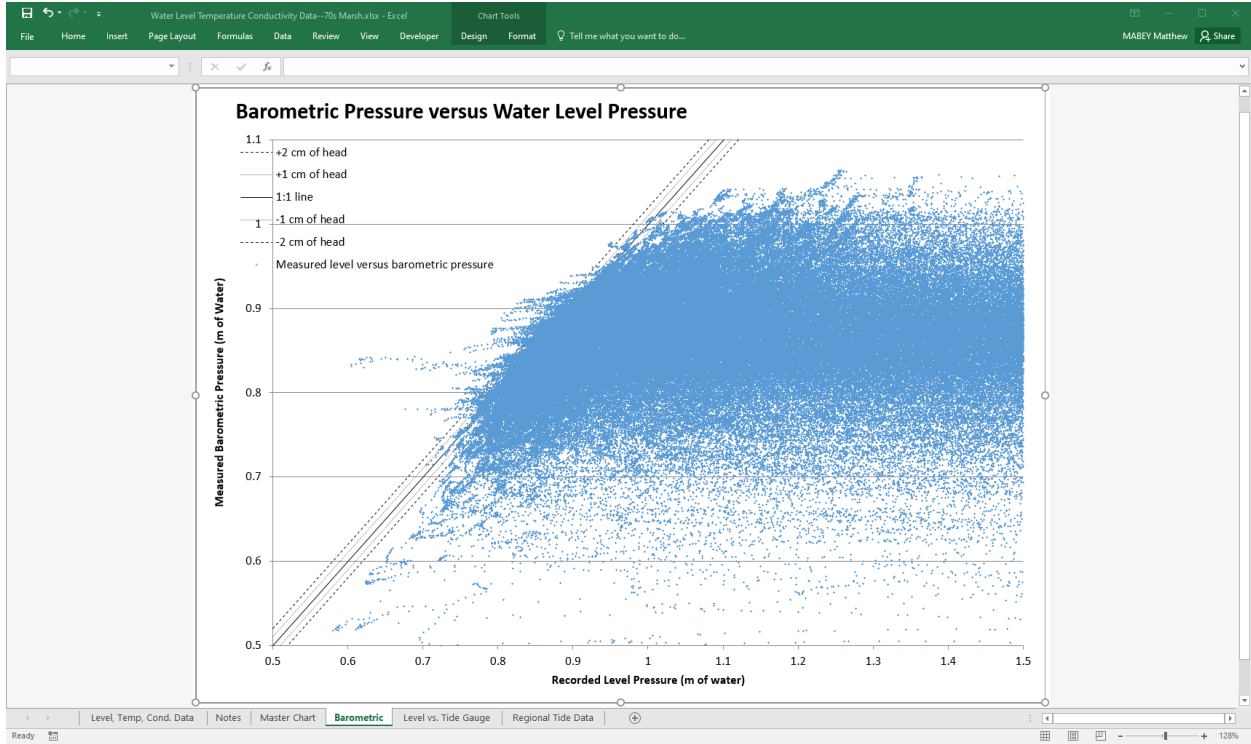 Water Level Temperature Conductivity Data--70s Marsh.xlsx - Excel
Chart Tools
File Home Insert Page Layout Formulas Data Review View Developer Design Format Tell me what you want to do... MABEY Matthew Share
fx
Barometric Pressure versus Water Level Pressure
1.1
+2 cm of head
+1 cm of head
1:1 line
-1 cm of head
1
-2 cm of head
Measured level versus barometric pressure
0.9
0.8
0.7
0.6
0.5
Measured Barometric Pressure (m of Water)
0.5 0.6 0.7 0.8 0.9 1 1.1 1.2 1.3 1.4 1.5
Recorded Level Pressure (m of water)
Level, Temp, Cond. Data Notes Master Chart Barometric Level vs. Tide Gauge Regional Tide Data
Ready 128%